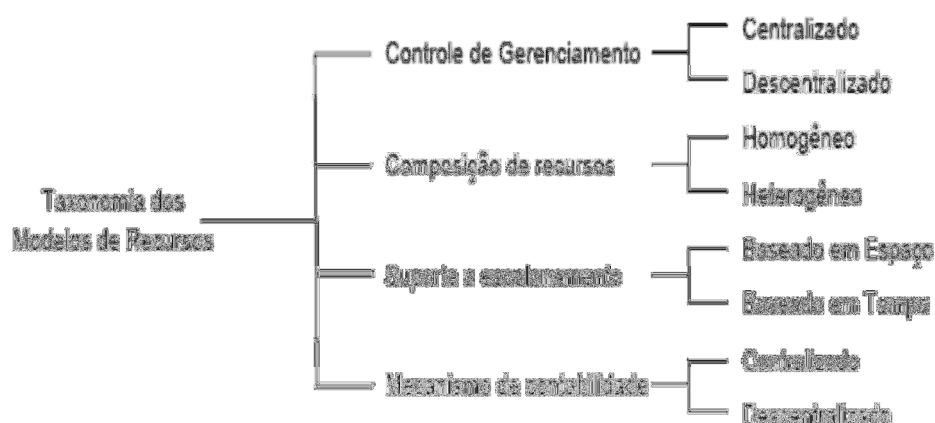 Centralizado
Controle de Gerenciamento
Descentralizado
Homogêneo
Composição de recursos
Heterogêneo
Taxonomia dos
Modelos de Recursos
Baseado em Espaço
Suporte a escalonamento
Baseado em Tempo
Centralizado
Mecanismo de contabilidade
Descentralizado